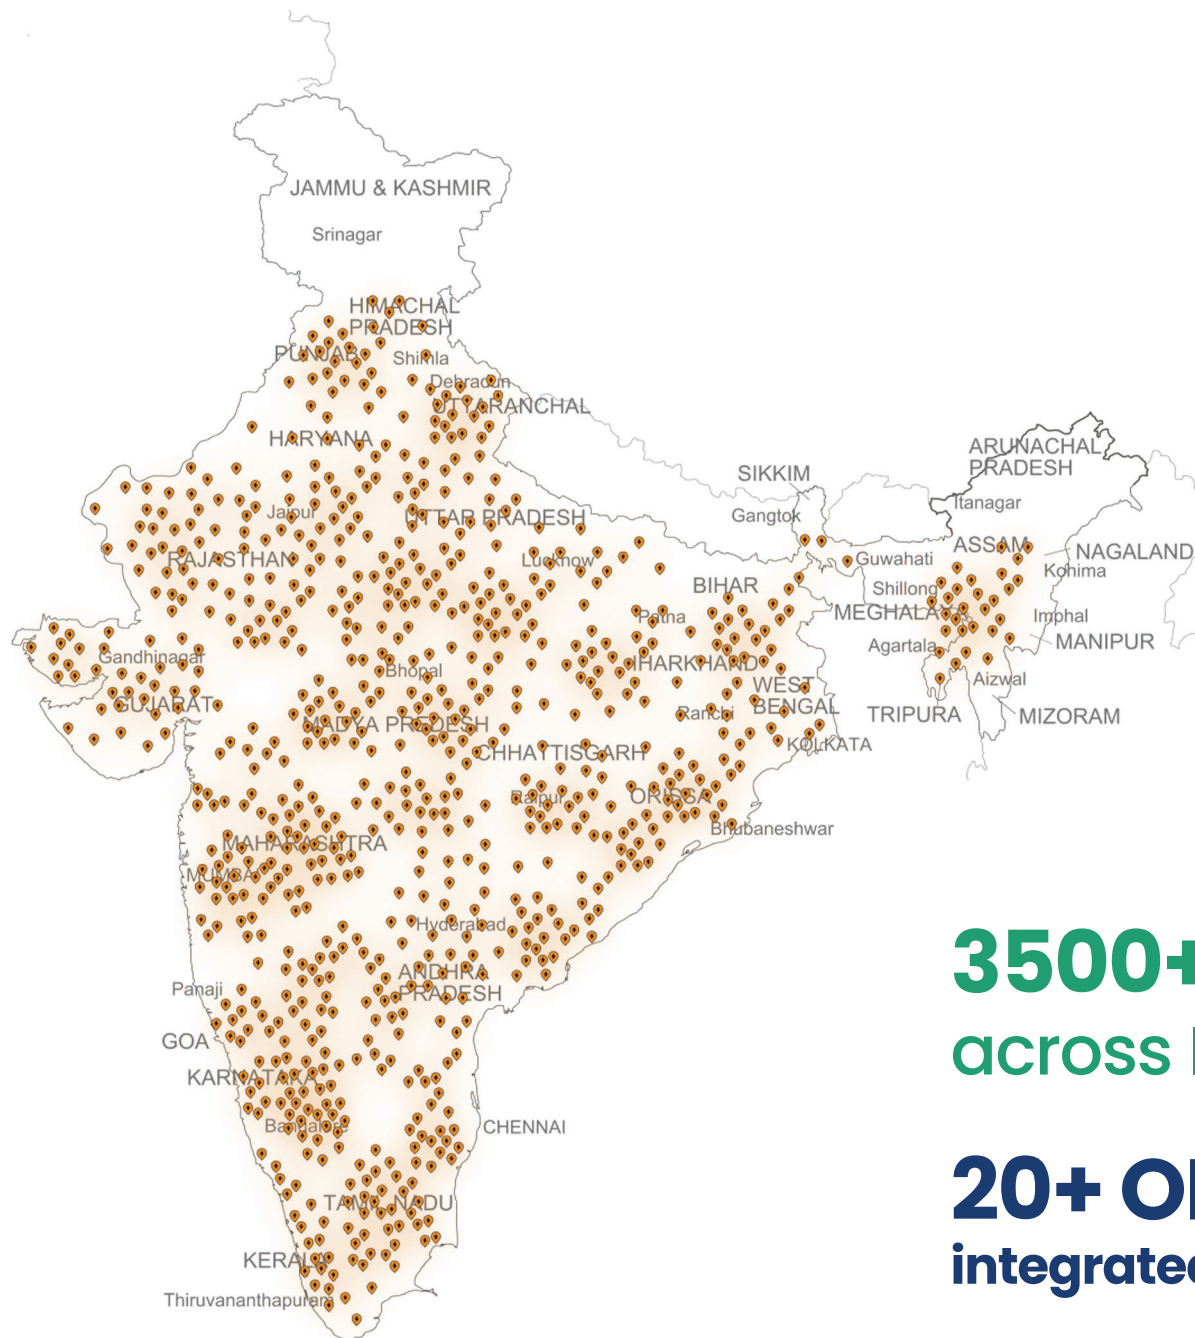 JAMMU & KASHMIR
Srinagar
HIMACHAL
PRADESH
PUNJAB
Shimla
Dehradun
UTTARANCHAL
HARYANA
ARUNACHAL
PRADESH
SIKKIM
Itanagar
Gangtok
Jaipur
UTTAR PRADESH
ASSAM
NAGALAND
RAJASTHAN
Lucknow
Guwahati
Kohima
BIHAR
Shillong
MEGHALAYA
Imphal
Patna
MANIPUR
Agartala
Gandhinagar
JHARKHAND
Bhopal
Aizwal
WEST
BENGAL
GUJARAT
Ranchi
TRIPURA
MIZORAM
MADYA PREDESH
KOLKATA
CHHATTISGARH
Raipur
ORISSA
Bhubaneshwar
MAHARASHTRA
MUMBAI
Hyderabad
3500+
across
ANDHRA
PRADESH
Panaji
GOA
KARNATAKA
Bangalore
CHENNAI
20+
integrated
TAMIL NADU
KERALA
Thiruvananthapuram